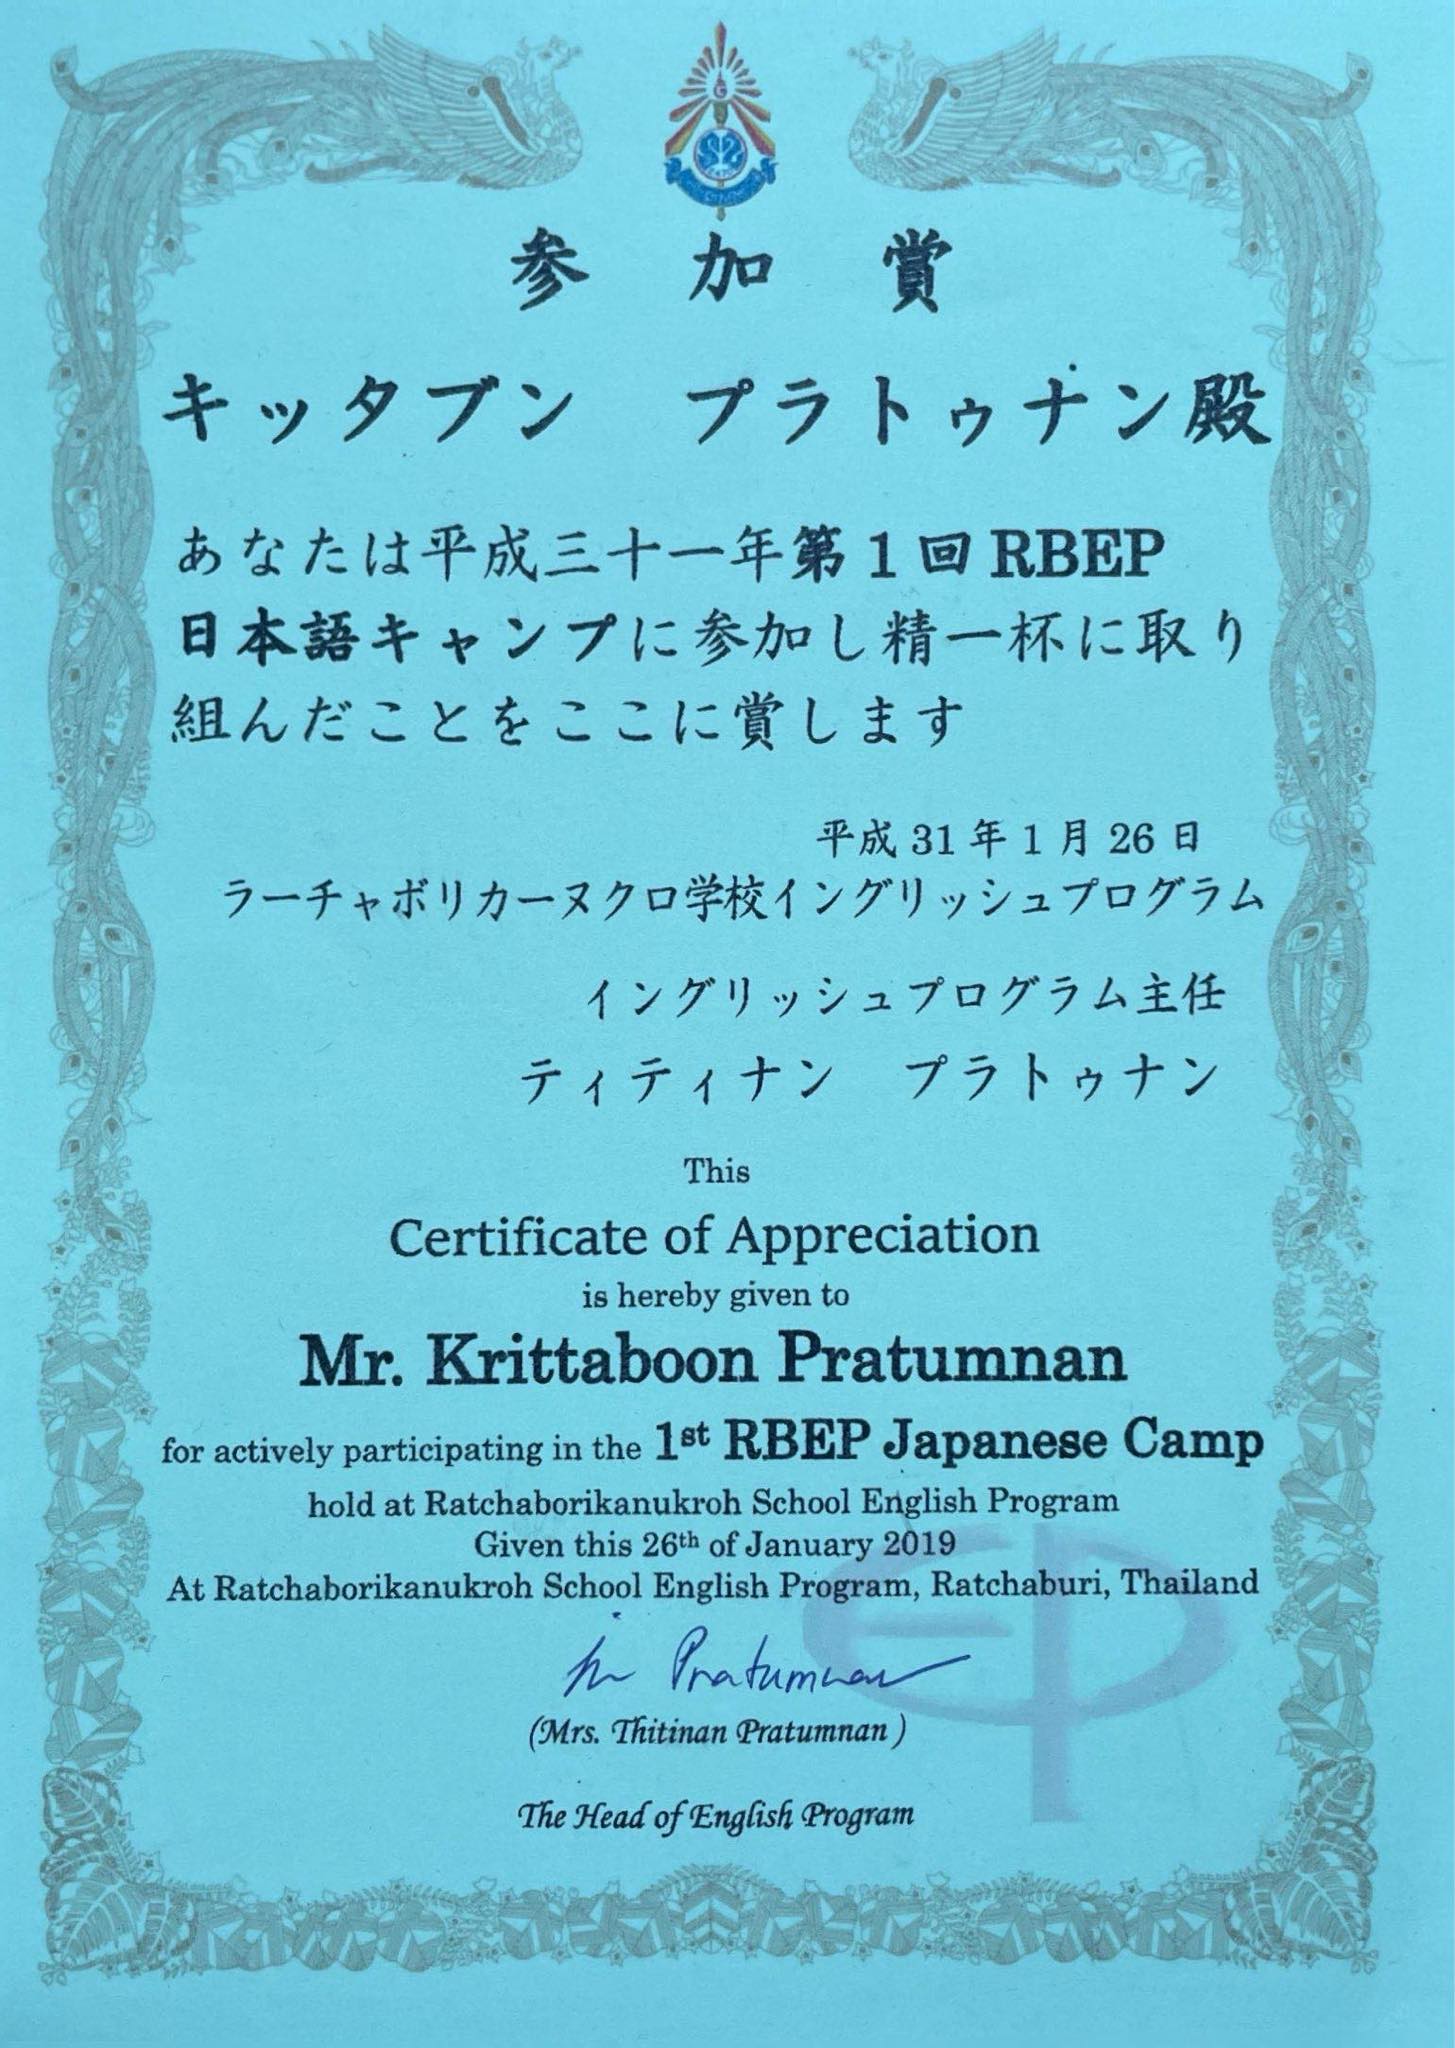 参加賞
キッタブン　プラトゥナン殿
あなたは平成三十一年第1回RBEP
日本語キャンプに参加し精一杯に取り
組んだことをここに賞します
平成31年1月26日
ラーチャボリカーヌクロ学校イングリッシュプログラム
イングリッシュプログラム主任
ティティナン　プラトゥナン
This
Certificate of Appreciation
is hereby given to
Mr. Krittaboon Pratumnan
for actively participating in the 1st RBEP Japanese Camp
hold at Ratchaborikanukroh School English Program
Given this 26th of January 2019
At Ratchaborikanukroh School English Program, Ratchaburi, Thailand
Pratumnan
(Mrs. Thitinan Pratumnan )
The Head of English Program
EP